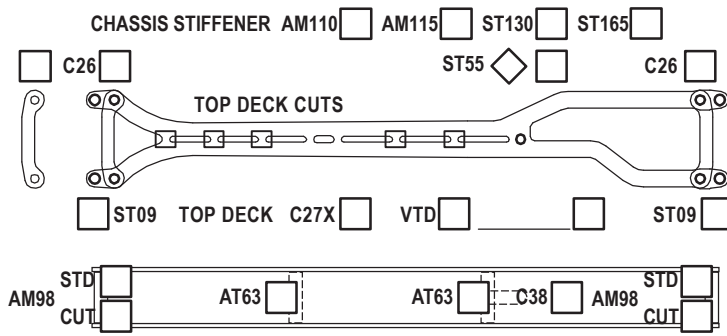 CHASSIS STIFFENER AM110 AM115 ST130 ST165
C26 ST55 C26
TOP DECK CUTS
ST09 TOP DECK C27X VTD ST09
STD STD
AM98 AT63 AT63 C38 AM98
CUT CUT